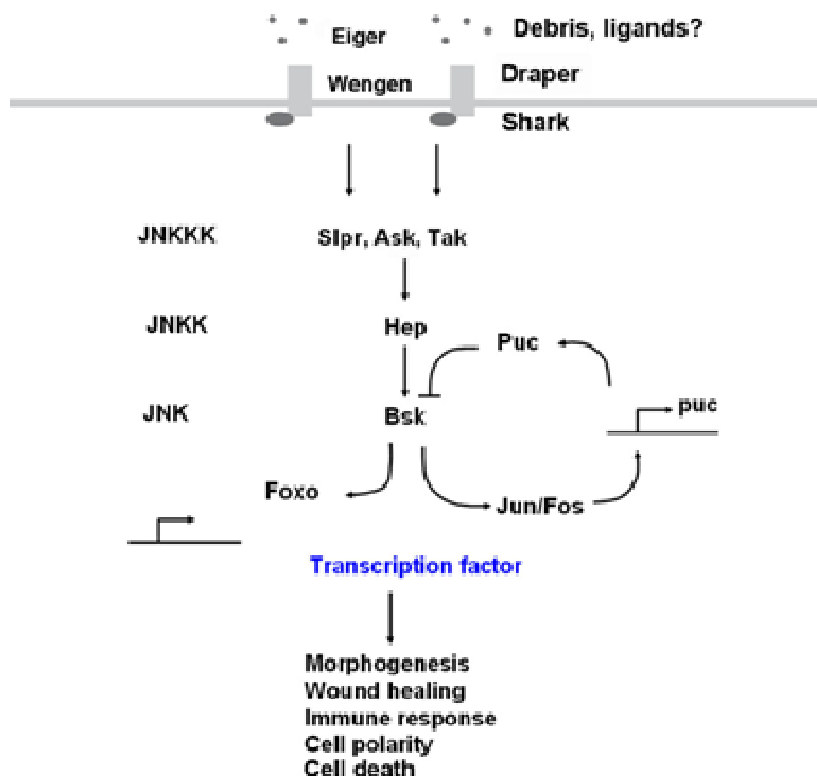 Eiger
Debris, ligands?
Wengen
Draper
Shark
JNKKK
Slpr, Ask, Tak
JNKK
Hep
Puc
JNK
Bsk
puc
Foxo
Jun/Fos
Transcription factor
Morphogenesis
Wound healing
Immune response
Cell polarity
Cell death